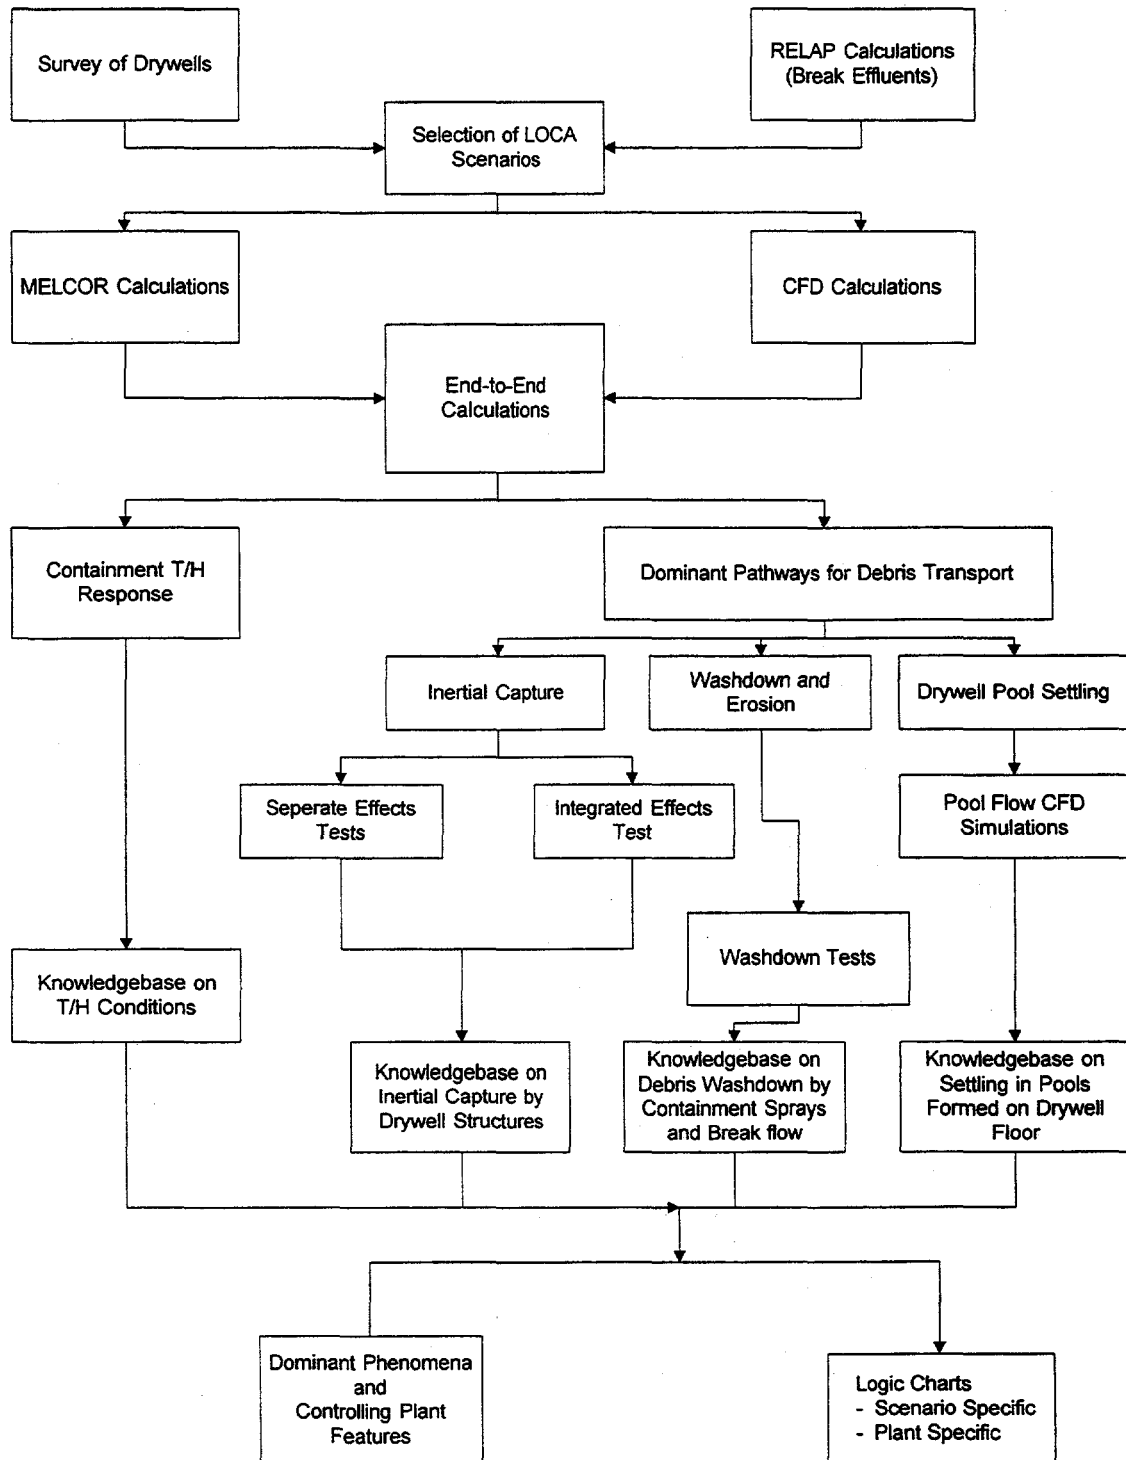 Survey of Drywells
RELAP Calculations
(Break Effluents)
Selection of LOCA
Scenarios
MELCOR Calculations
CFD Calculations
End-to-End
Calculations
Containment T/H
Response
Dominant Pathways for Debris Transport
Inertial Capture
Washdown and
Erosion
Drywell Pool Settling
Seperate Effects
Tests
Integrated Effects
Test
Pool Flow CFD
Simulations
Washdown Tests
Knowledgebase on
T/H Conditions
Knowledgebase on
Inertial Capture by
Drywell Structures
Knowledgebase on
Debris Washdown by
Containment Sprays
and Break flow
Knowledgebase on
Settling in Pools
Formed on Drywell
Floor
Dominant Phenomena
and
Controlling Plant
Features
Logic Charts
- Scenario Specific
- Plant Specific